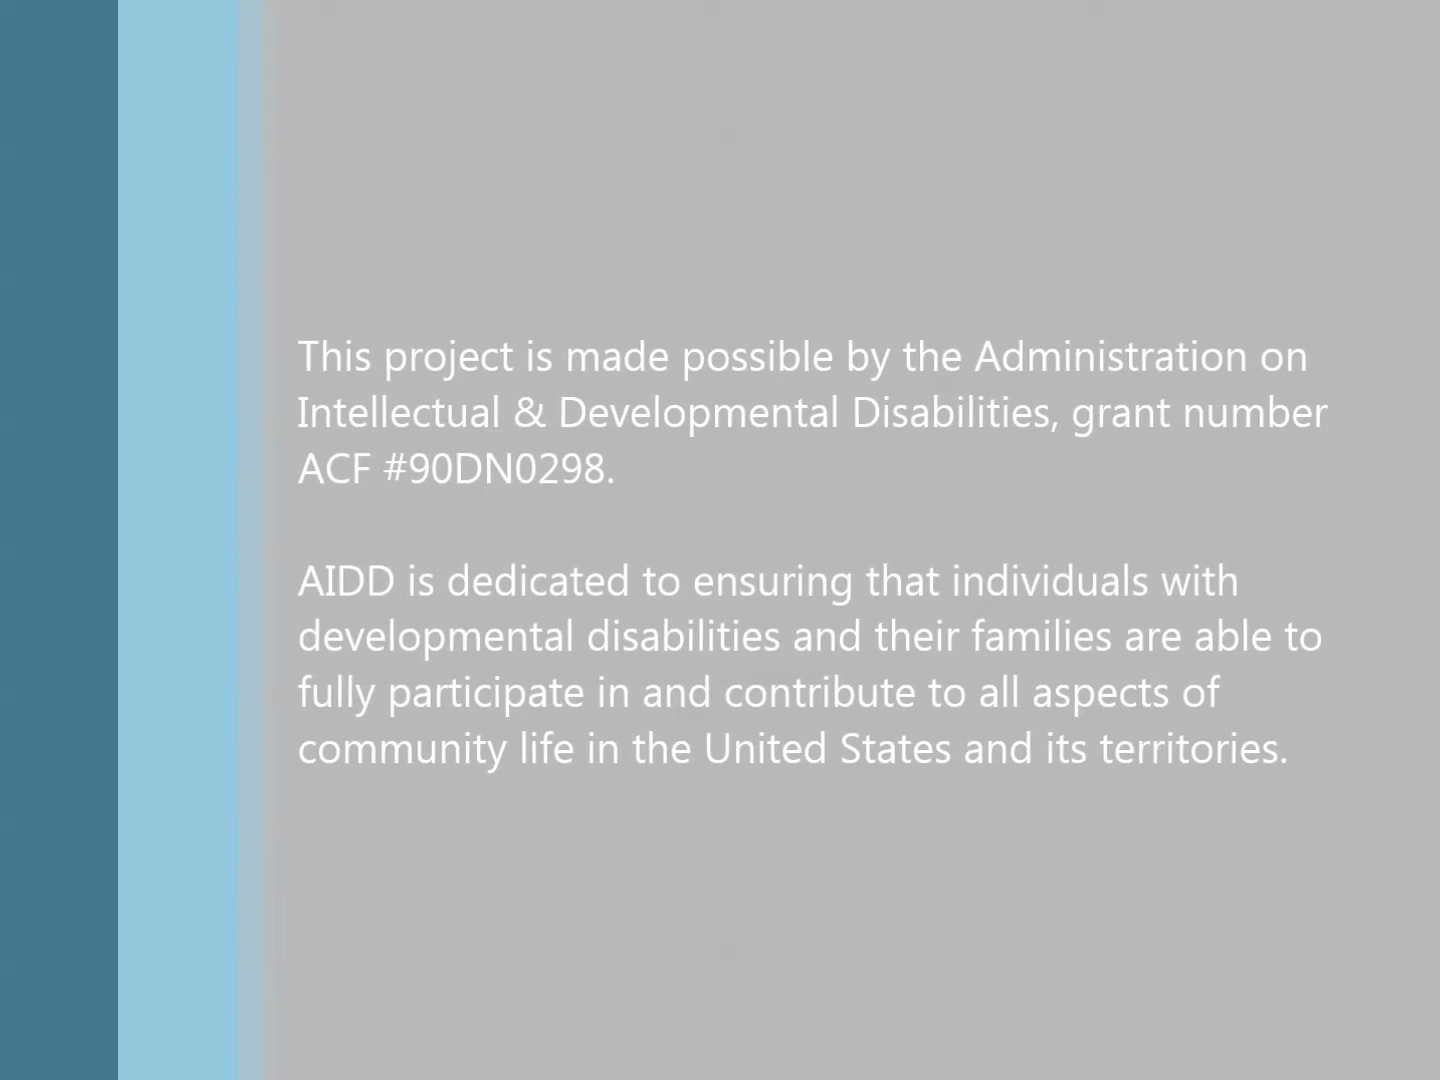 This project is made possible by the Administration on
Intellectual & Developmental Disabilities, grant number
ACF #90DN0298.
AIDD is dedicated to ensuring that individuals with
developmental disabilities and their families are able to
fully participate in and contribute to all aspects of
community life in the United States and its territories.